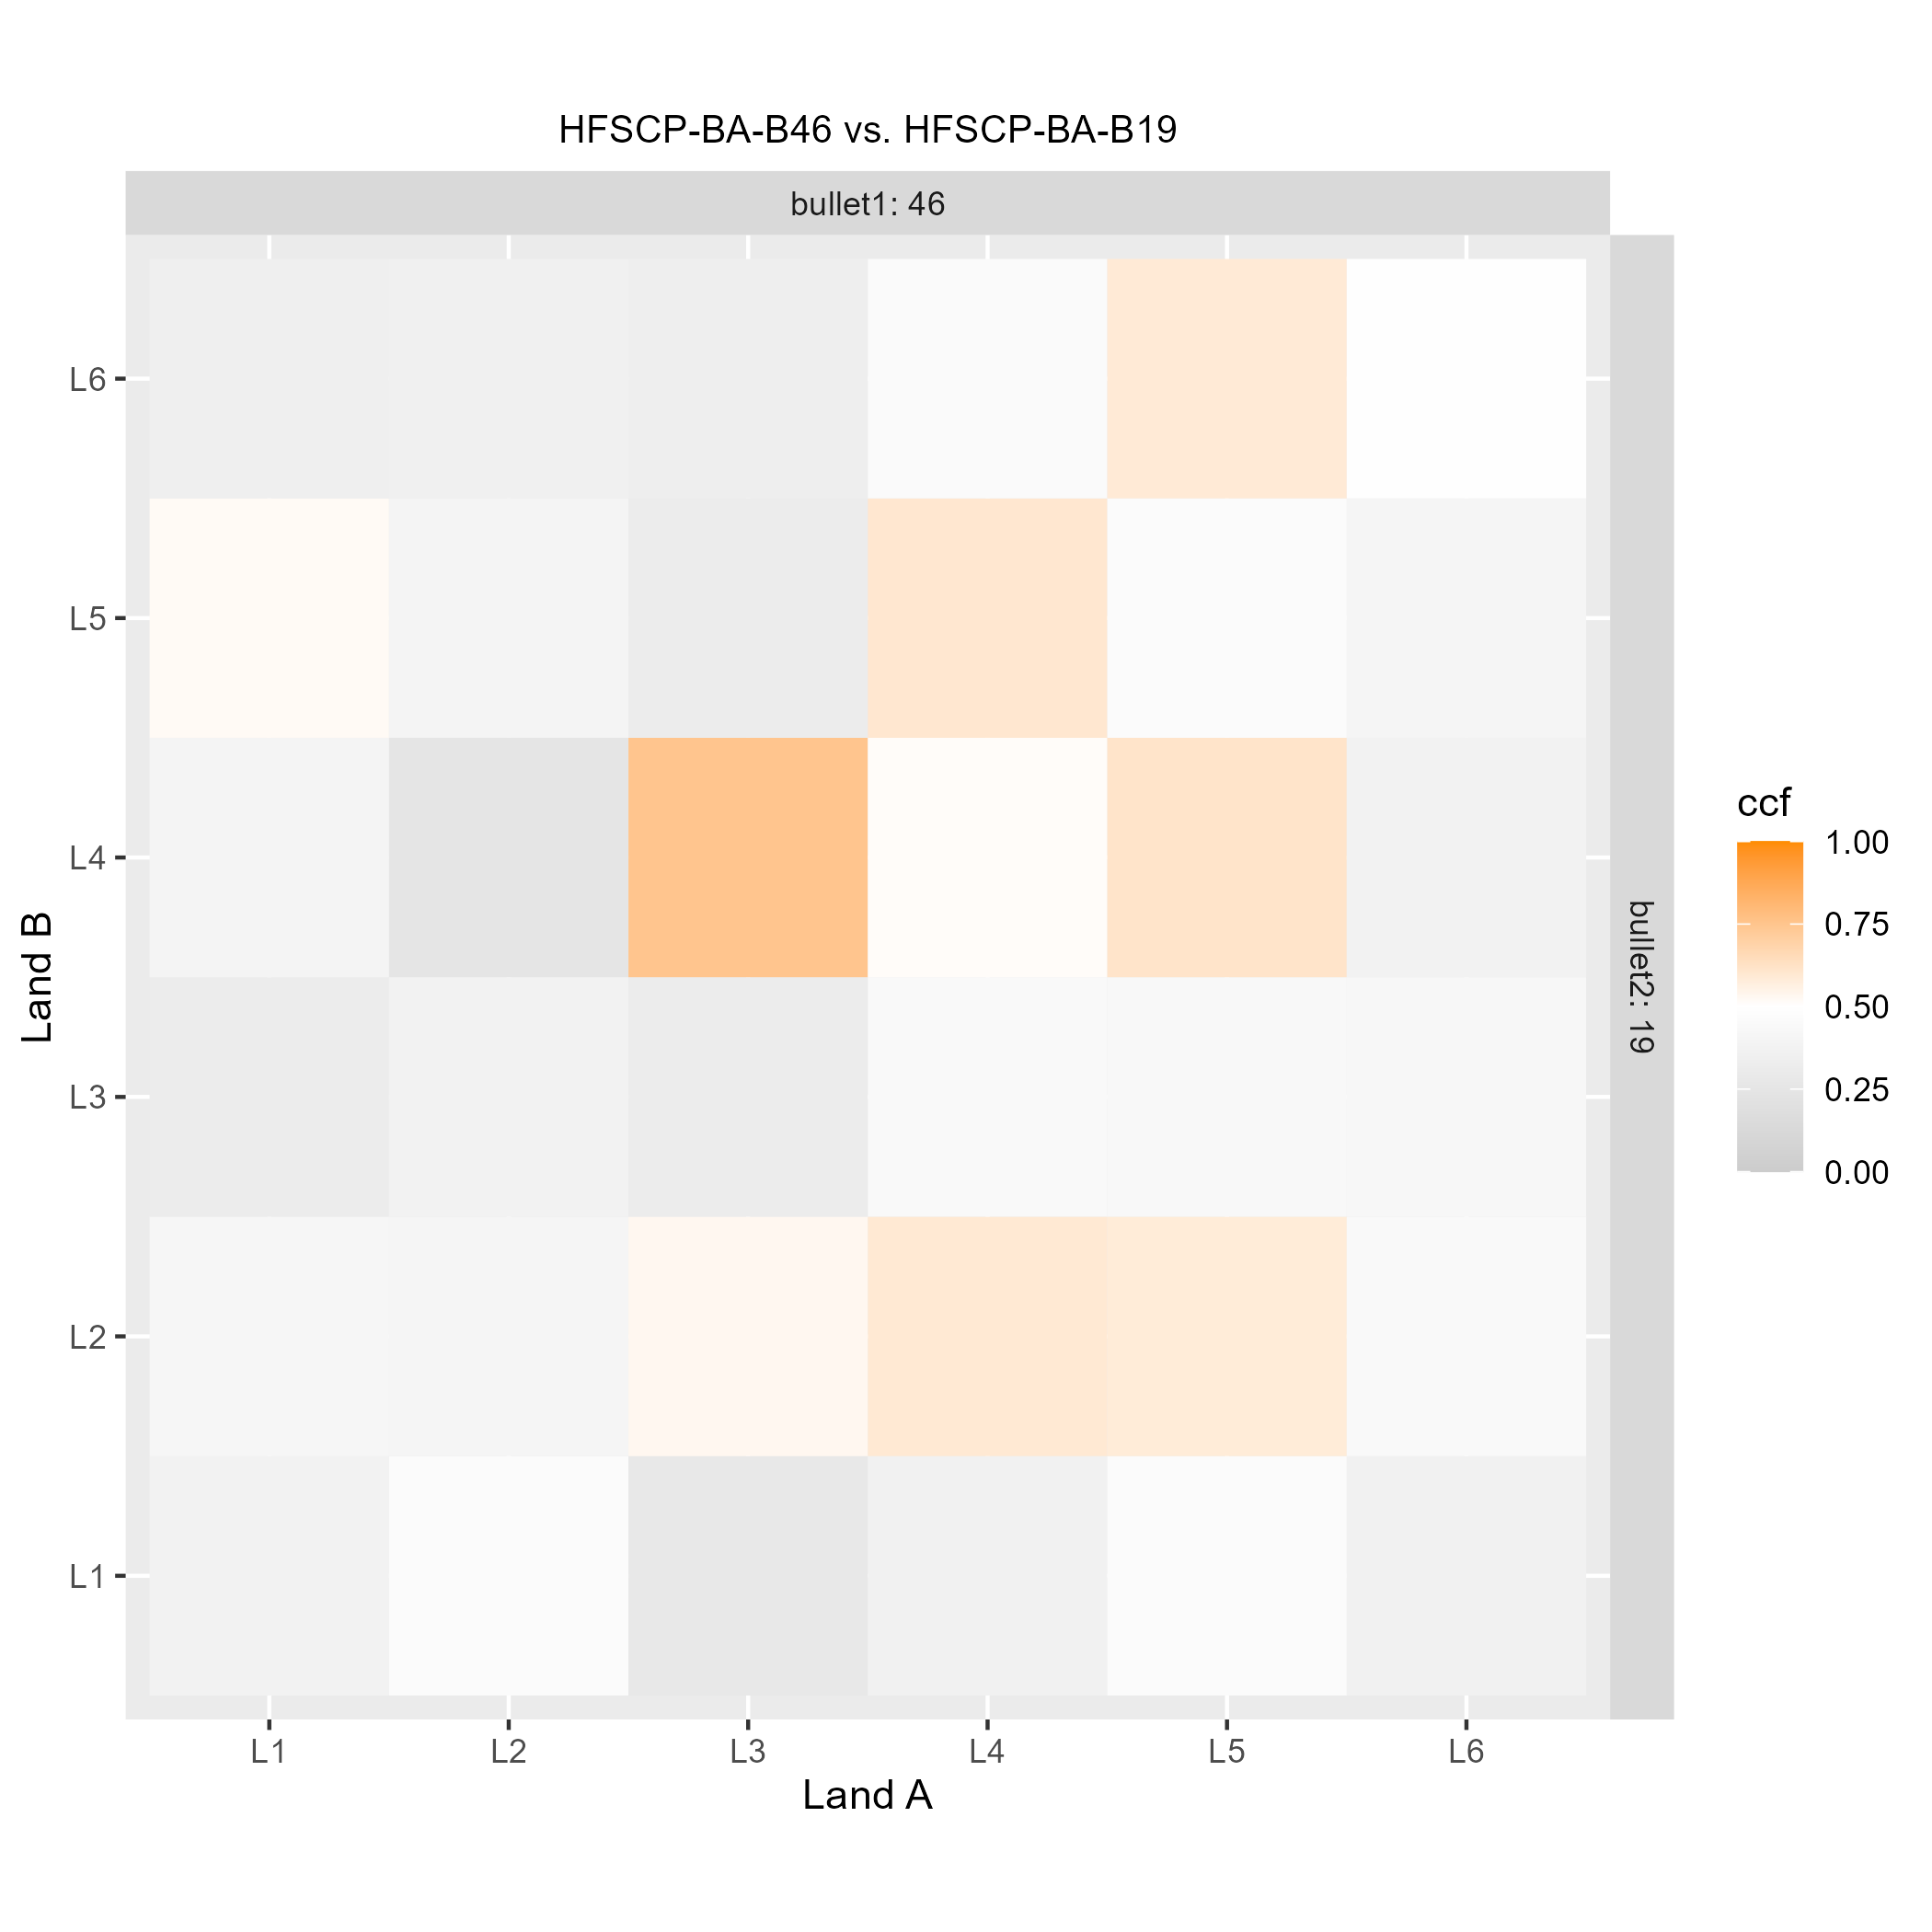 HFSCP-BA-B46 vs. HFSCP-BA-B19
bullet1: 46
L6
L5
L4
L3
L2
L1
Land B
bullet2: 19
L1 L2 L3 L4 L5 L6
Land A
ccf
1.00
0.75
0.50
0.25
0.00